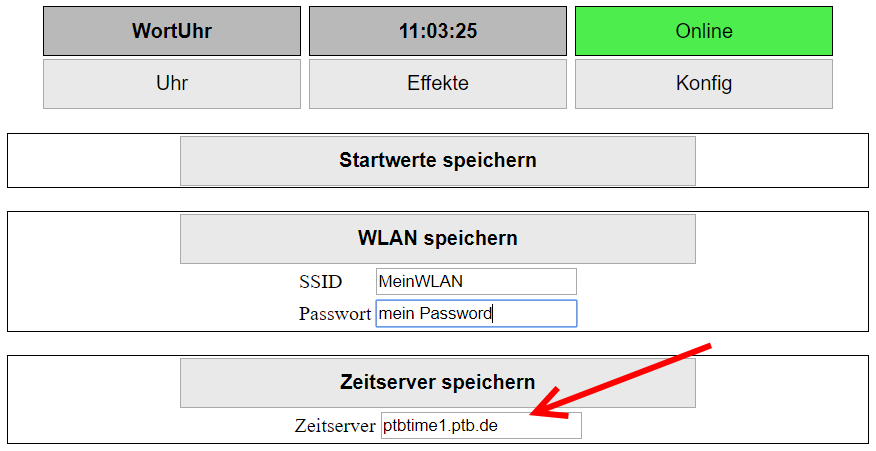 WortUhr 11:03:25 Online
Uhr Effekte Konfig
Startwerte speichern
WLAN speichern
SSID MeinWLAN
Passwort mein Password
Zeitserver speichern
Zeitserver ptbtime1.ptb.de